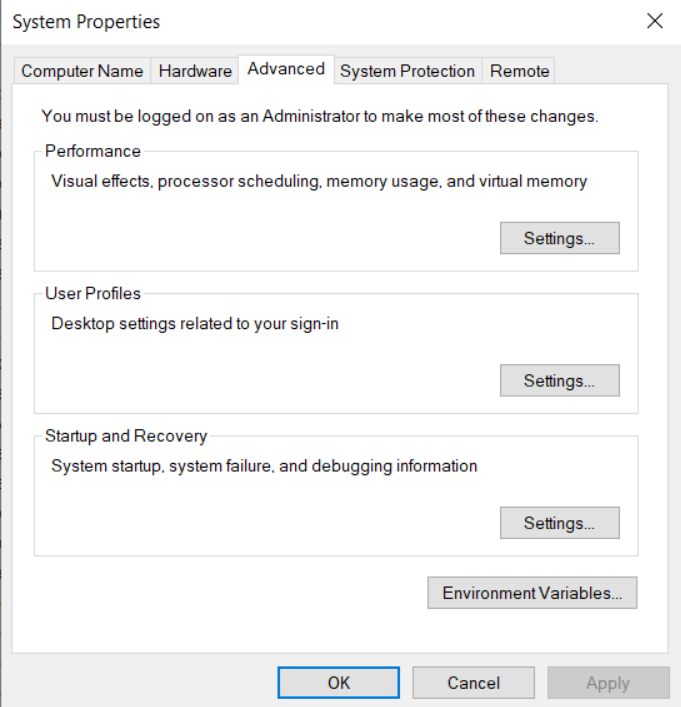 System Properties
Computer Name Hardware Advanced System Protection Remote
You must be logged on as an Administrator to make most of these changes.
Performance
Visual effects, processor scheduling, memory usage, and virtual memory
Settings...
User Profiles
Desktop settings related to your sign-in
Settings...
Startup and Recovery
System startup, system failure, and debugging information
Settings...
Environment Variables...
OK Cancel Apply